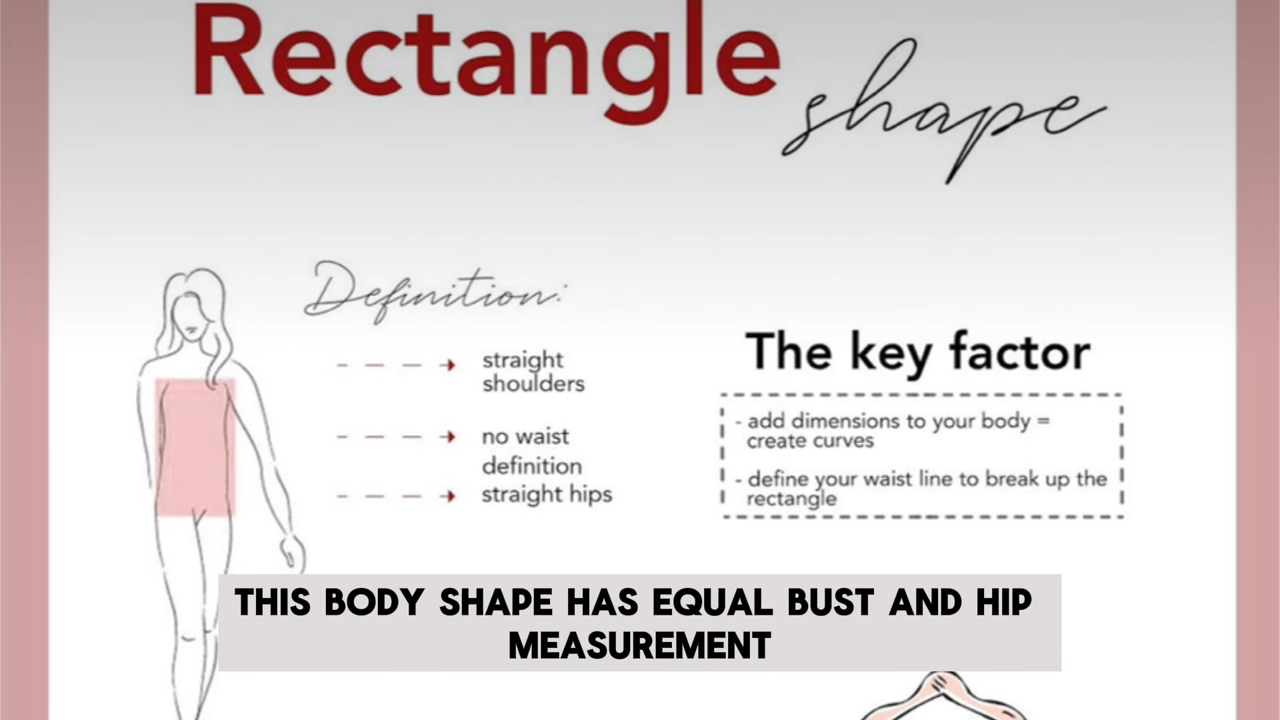 Rectangle
shape
Definition:
straight
shoulders
no waist
definition
straight hips
The key factor
- add dimensions to your body =
create curves
- define your waist line to break up the
rectangle
THIS BODY SHAPE HAS EQUAL BUST AND HIP
MEASUREMENT